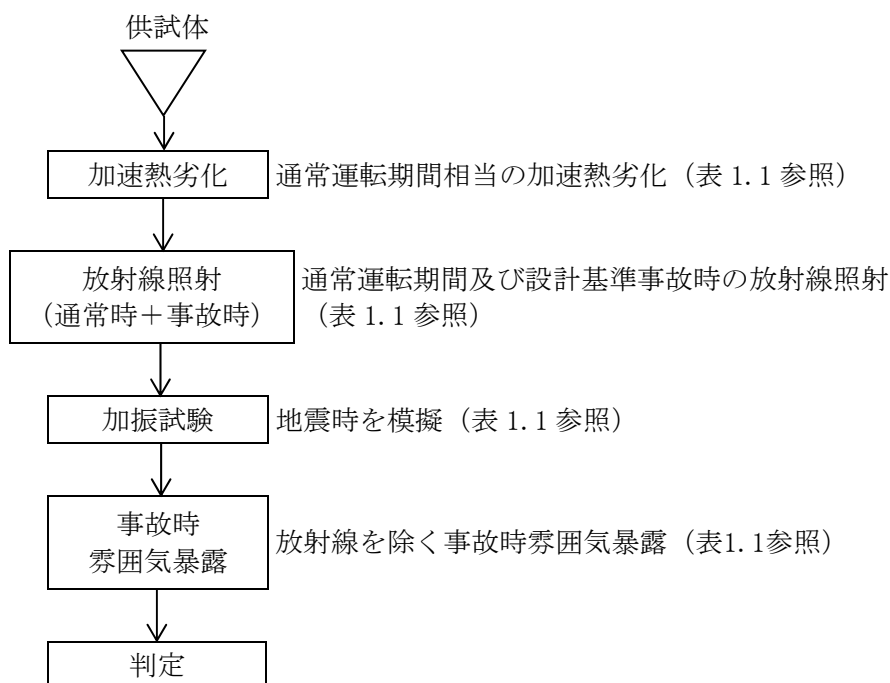 供試体
加速熱劣化
通常運転期間相当の加速熱劣化（表 1.1 参照）
放射線照射
（通常時＋事故時）
通常運転期間及び設計基準事故時の放射線照射
（表 1.1 参照）
加振試験
地震時を模擬（表 1.1 参照）
事故時
雰囲気暴露
放射線を除く事故時雰囲気暴露（表1.1参照）
判定